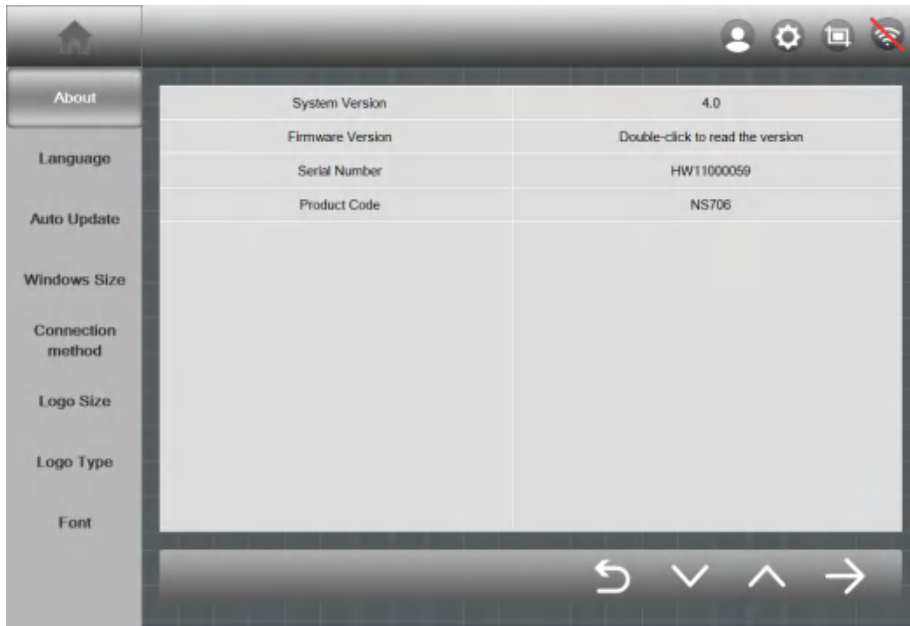 About
Language
Auto Update
Windows Size
Connection
method
Logo Size
Logo Type
Font
System Version 4.0
Firmware Version Double-click to read the version
Serial Number HW11000059
Product Code NS706